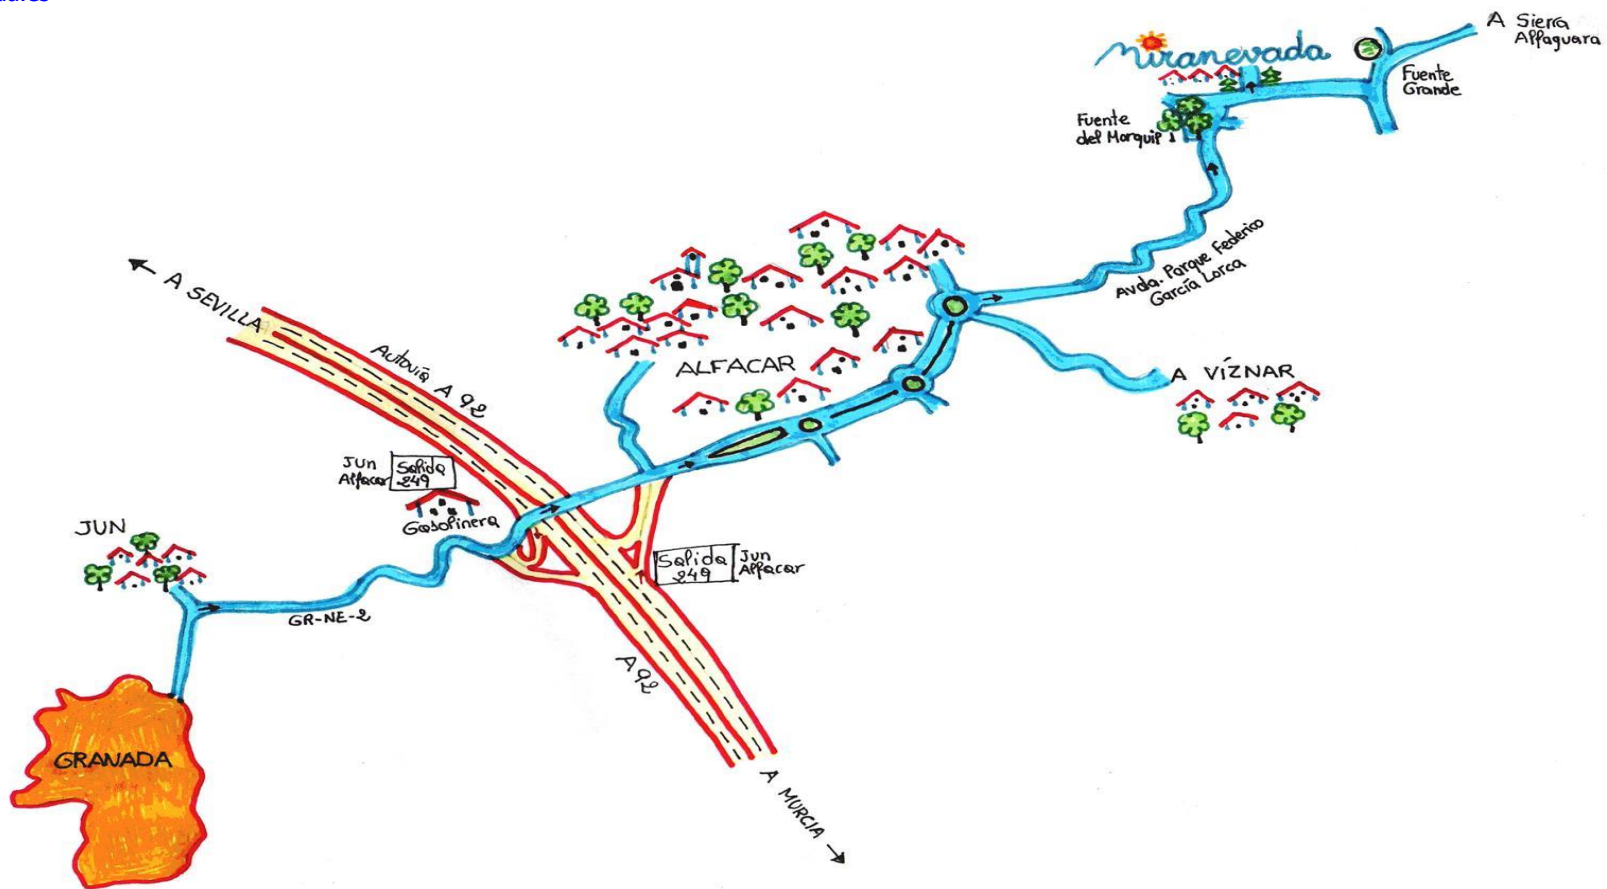 A Sierra
Alfaguara
Miranevada
Fuente
Grande
Fuente
del Morquil
Avda. Parque Federico
García Lorca
A SEVILLA
Autovía A 92
ALFACAR
A VÍZNAR
Jun
Alfacar
Salida
249
Gasolinera
JUN
Salida
249
Jun
Alfacar
GR-NE-2
A92
GRANADA
A MURCIA